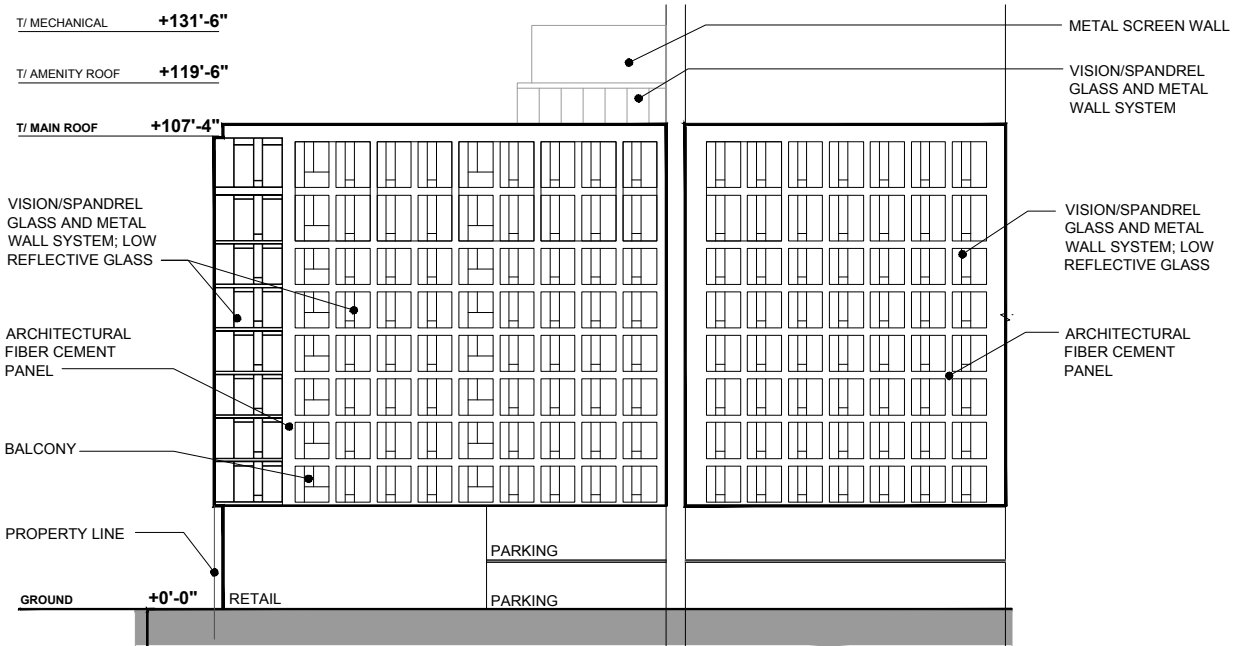 T/ MECHANICAL +131'-6"
T/ AMENITY ROOF +119'-6"
T/ MAIN ROOF +107'-4"
VISION/SPANDREL
GLASS AND METAL
WALL SYSTEM; LOW
REFLECTIVE GLASS
ARCHITECTURAL
FIBER CEMENT
PANEL
BALCONY
PROPERTY LINE
GROUND +0'-0"
RETAIL
PARKING
PARKING
METAL SCREEN WALL
VISION/SPANDREL
GLASS AND METAL
WALL SYSTEM
VISION/SPANDREL
GLASS AND METAL
WALL SYSTEM; LOW
REFLECTIVE GLASS
ARCHITECTURAL
FIBER CEMENT
PANEL